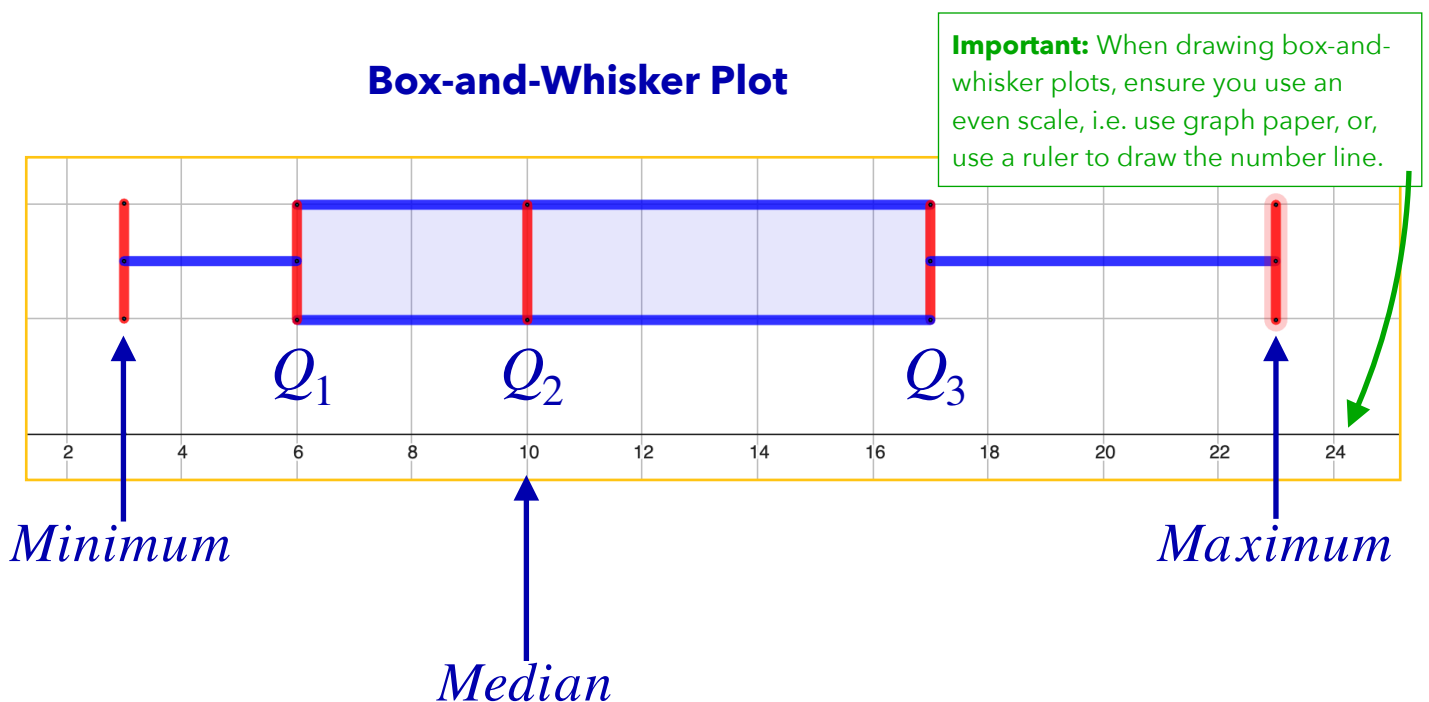 Important: When drawing box-and-
whisker plots, ensure you use an
even scale, i.e. use graph paper, or,
use a ruler to draw the number line.
Box-and-Whisker Plot
Q1 Q2 Q3
2 4 6 8 10 12 14 16 18 20 22 24
Minimum Maximum
Median